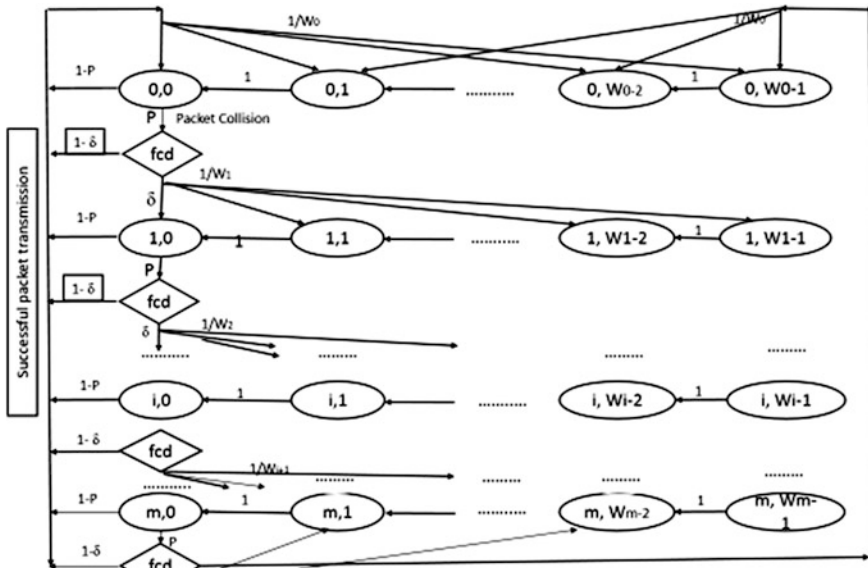 1/W0 1/W0
1-P 1 1
0,0 0,1 ........... 0, W0-2 0, W0-1
P Packet Collision
1- δ fcd
1/W1
δ
1-P 1 1
1,0 1,1 ........... 1, W1-2 1, W1-1
P
1- δ fcd
δ 1/W2
Successful packet transmission
1-P 1 1
i,0 i,1 ........... i, Wi-2 i, Wi-1
1- δ fcd
1/Wi+1
1-P 1 1
m,0 m,1 ........... m, Wm-2 m, Wm-1
P
1-δ fcd